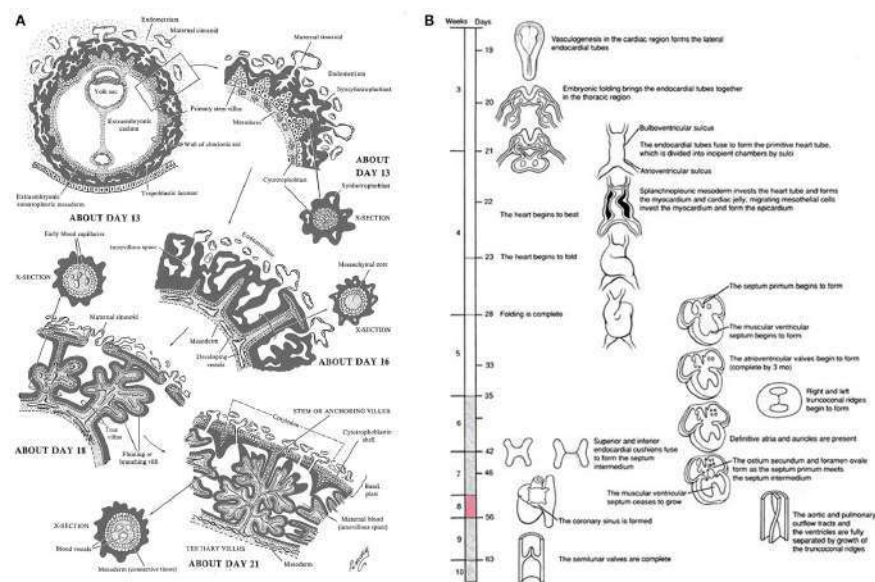 A
Endometrium
Maternal sinusoid
Yolk sac
Extraembryonic
coelom
Primary stem villus
Mesoderm
Wall of chorionic sac
Extraembryonic
somatopleuric mesoderm
Trophoblastic lacunae
ABOUT DAY 13
Maternal sinusoid
Endometrium
Syncytiotrophoblast
Cytotrophoblast
ABOUT
DAY 13
Syncytiotrophoblast
X-SECTION
Early blood capillaries
X-SECTION
Intervillous space
Endometrium
Mesenchymal core
X-SECTION
Mesoderm
Developing
vessels
ABOUT DAY 16
Maternal sinusoid
True
villus
Floating or
branching villi
ABOUT DAY 18
Cotyledon
STEM OR ANCHORING VILLUS
Cytotrophoblastic
shell
Basal
plate
Maternal blood
(intervillous space)
X-SECTION
Blood vessels
Mesoderm (connective tissue)
TERTIARY VILLUS
Mesoderm
ABOUT DAY 21
B
Weeks Days
19
3
20
21
22
4
23
28
5
33
35
6
42
7
46
8
56
9
63
10
Vasculogenesis in the cardiac region forms the lateral
endocardial tubes
Embryonic folding brings the endocardial tubes together
in the thoracic region
Bulboventricular sulcus
The endocardial tubes fuse to form the primitive heart tube,
which is divided into incipient chambers by sulci
Atrioventricular sulcus
Splanchnopleuric mesoderm invests the heart tube and forms
the myocardium and cardiac jelly, migrating mesothelial cells
invest the myocardium and form the epicardium
The heart begins to beat
The heart begins to fold
Folding is complete
The septum primum begins to form
The muscular ventricular
septum begins to form
The atrioventricular valves begin to form
(complete by 3 mo)
Right and left
truncoconal ridges
begin to form
Definitive atria and auricles are present
Superior and inferior
endocardial cushions fuse
to form the septum
intermedium
The ostium secundum and foramen ovale
form as the septum primum meets
the septum intermedium
The muscular ventricular
septum ceases to grow
The coronary sinus is formed
The aortic and pulmonary
outflow tracts and
the ventricles are fully
separated by growth of
the truncoconal ridges
The semilunar valves are complete